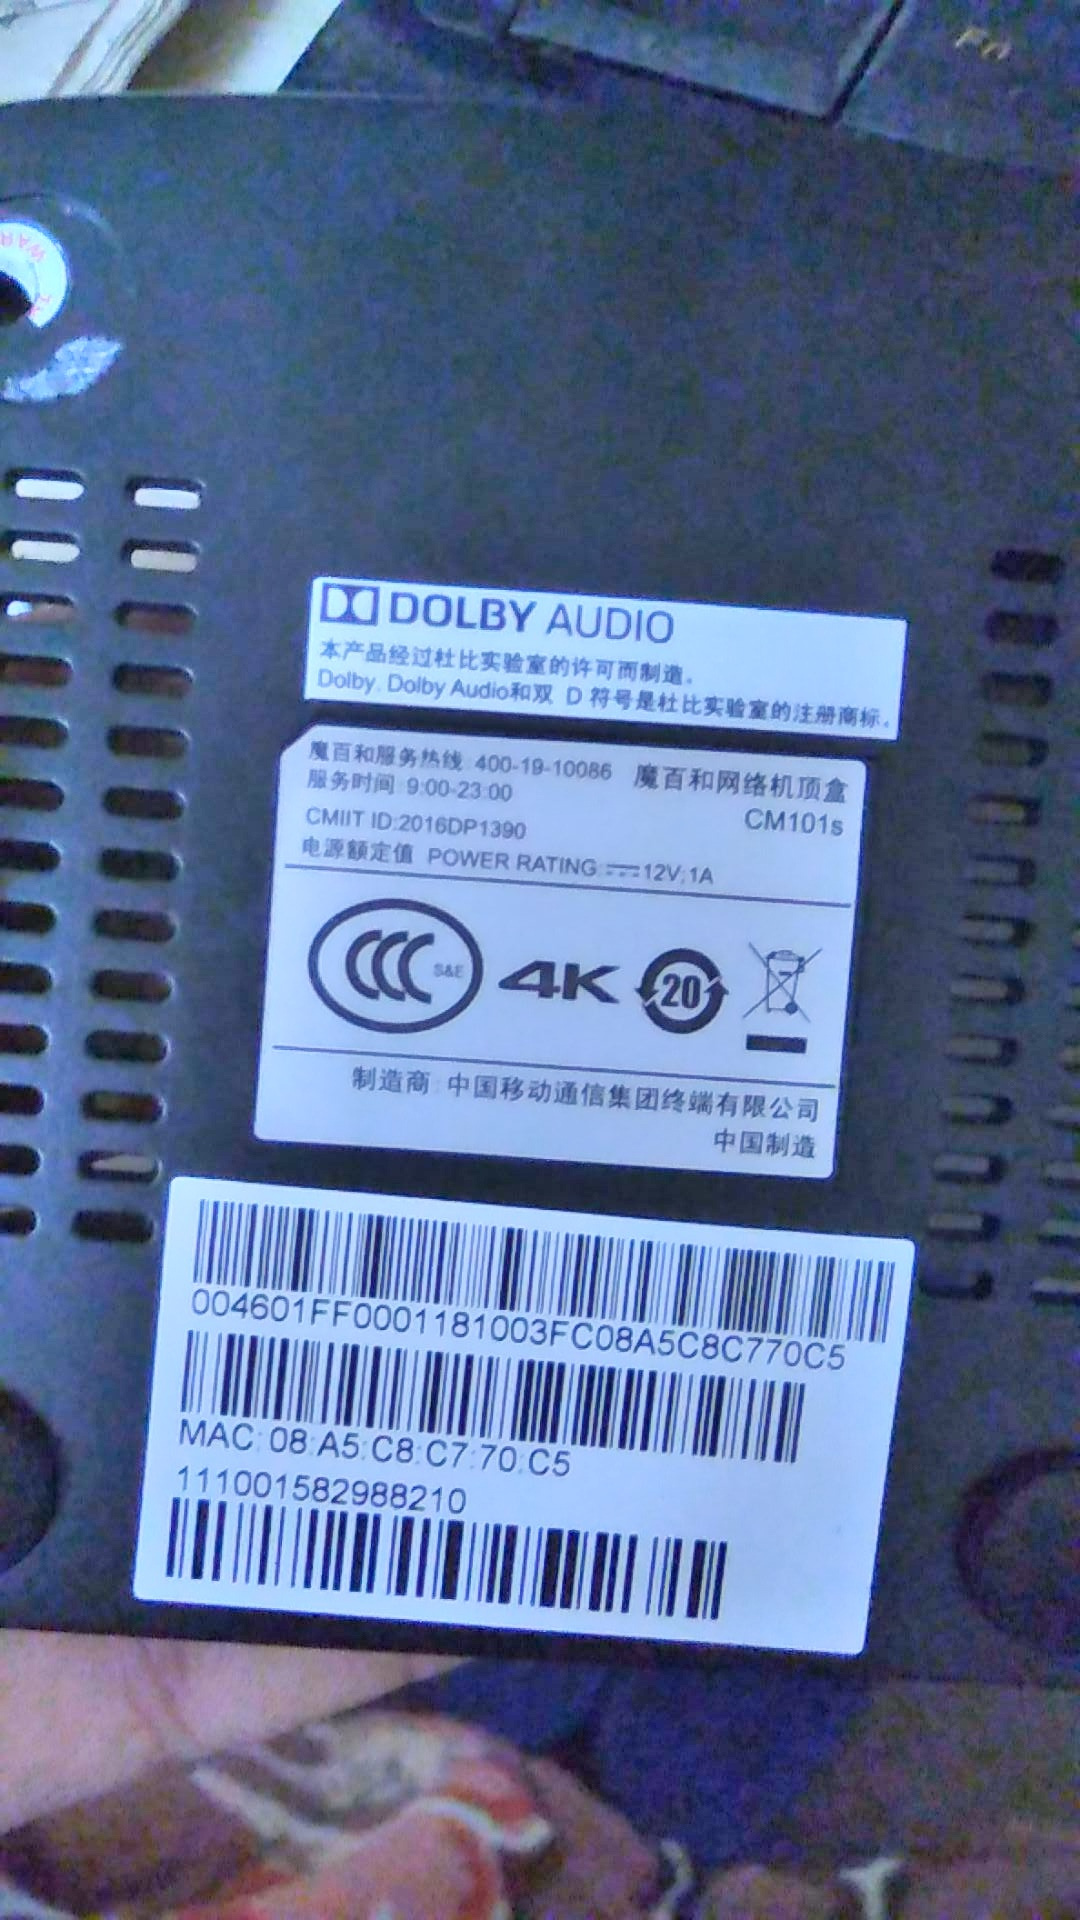 Fn
DOLBY AUDIO
本产品经过杜比实验室的许可而制造。
Dolby, Dolby Audio和双 D 符号是杜比实验室的注册商标。
魔百和服务热线:400-19-10086 魔百和网络机顶盒
服务时间:9:00-23:00
CM101s
CMIIT ID:2016DP1390
电源额定值 POWER RATING 12V;1A
CCC S&E 4K 20
制造商:中国移动通信集团终端有限公司
中国制造
004601FF0001181003FC08A5C8C770C5
MAC:08:A5:C8:C7:70:C5
111001582988210